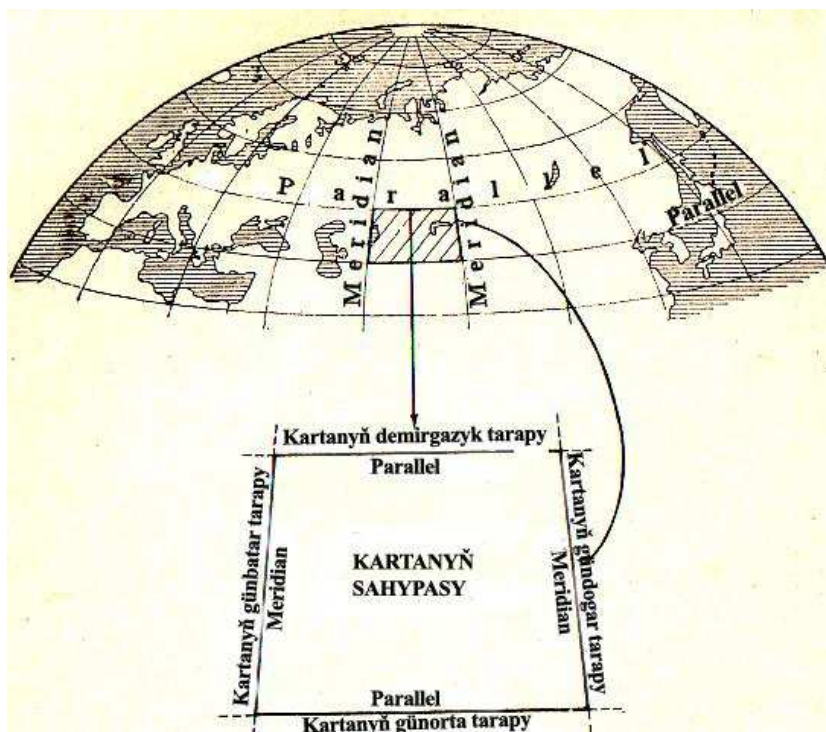 Parallel
Meridian
Meridian
Parallel
Kartanyň demirgazyk tarapy
Parallel
Kartanyň günbatar tarapy
Meridian
KARTANYŇ
SAHYPASY
Meridian
Kartanyň gündogar tarapy
Parallel
Kartanyň günorta tarapy